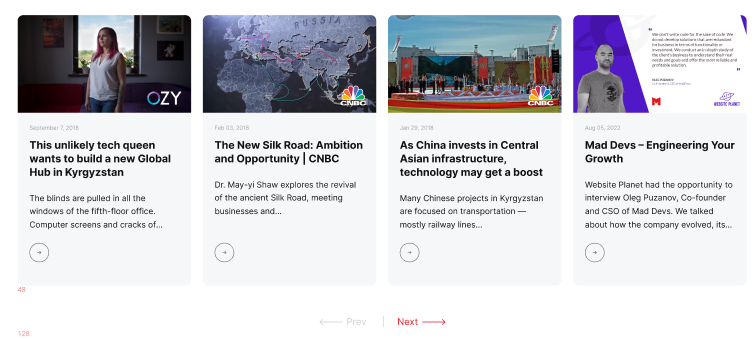 OZY
September 7, 2018
This unlikely tech queen
wants to build a new Global
Hub in Kyrgyzstan
The blinds are pulled in all the
windows of the fifth-floor office.
Computer screens and cracks of...
RUSSIA
CNBC
Feb 03, 2018
The New Silk Road: Ambition
and Opportunity | CNBC
Dr. May-yi Shaw explores the revival
of the ancient Silk Road, meeting
businesses and...
CNBC
Jan 29, 2018
As China invests in Central
Asian infrastructure,
technology may get a boost
Many Chinese projects in Kyrgyzstan
are focused on transportation —
mostly railway lines...
"We don't write code for the sake of code. We
do not develop solutions that are redundant
for business in terms of functionality or
investment. We conduct an in-depth study of
the client's business to understand their real
needs and goals and offer the most reliable and
profitable solution."
OLEG PUZANOV
WEBSITE PLANET
Aug 05, 2022
Mad Devs – Engineering Your
Growth
Website Planet had the opportunity to
interview Oleg Puzanov, Co-founder
and CSO of Mad Devs. We talked
about how the company evolved, its...
48
Prev | Next
128